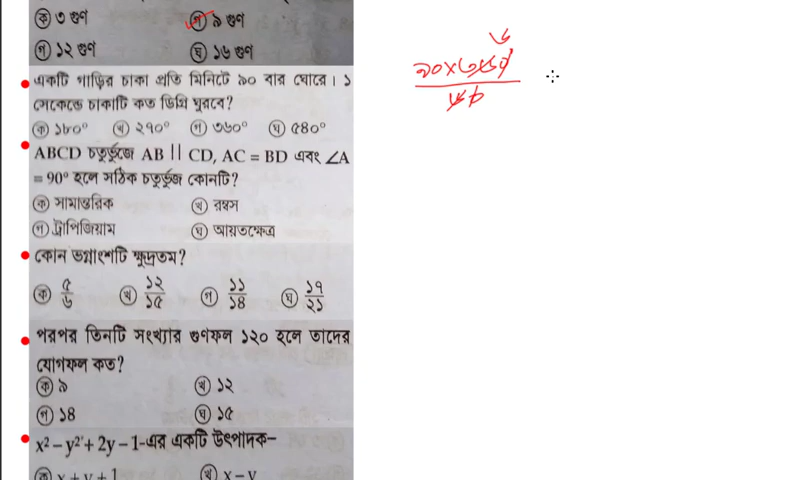 ক ৩ গুণ গ ৯ গুণ
গ ১২ গুণ ঘ ১৬ গুণ
একটি গাড়ির চাকা প্রতি মিনিটে ৯০ বার ঘোরে। ১
সেকেন্ডে চাকাটি কত ডিগ্রি ঘুরবে?
ক ১৮০° খ ২৭০° গ ৩৬০° ঘ ৫৪০°
ABCD চতুর্ভুজে AB || CD, AC = BD এবং ∠A
= 90° হলে সঠিক চতুর্ভুজ কোনটি?
ক সামান্তরিক খ রম্বস
গ ট্রাপিজিয়াম ঘ আয়তক্ষেত্র
কোন ভগ্নাংশটি ক্ষুদ্রতম?
ক ৫/৬ খ ১২/১৫ গ ১১/১৪ ঘ ১৭/২১
পরপর তিনটি সংখ্যার গুণফল ১২০ হলে তাদের
যোগফল কত?
ক ৯ খ ১২
গ ১৪ ঘ ১৫
x² – y² + 2y – 1-এর একটি উৎপাদক–
ক x + y + 1 খ x – y